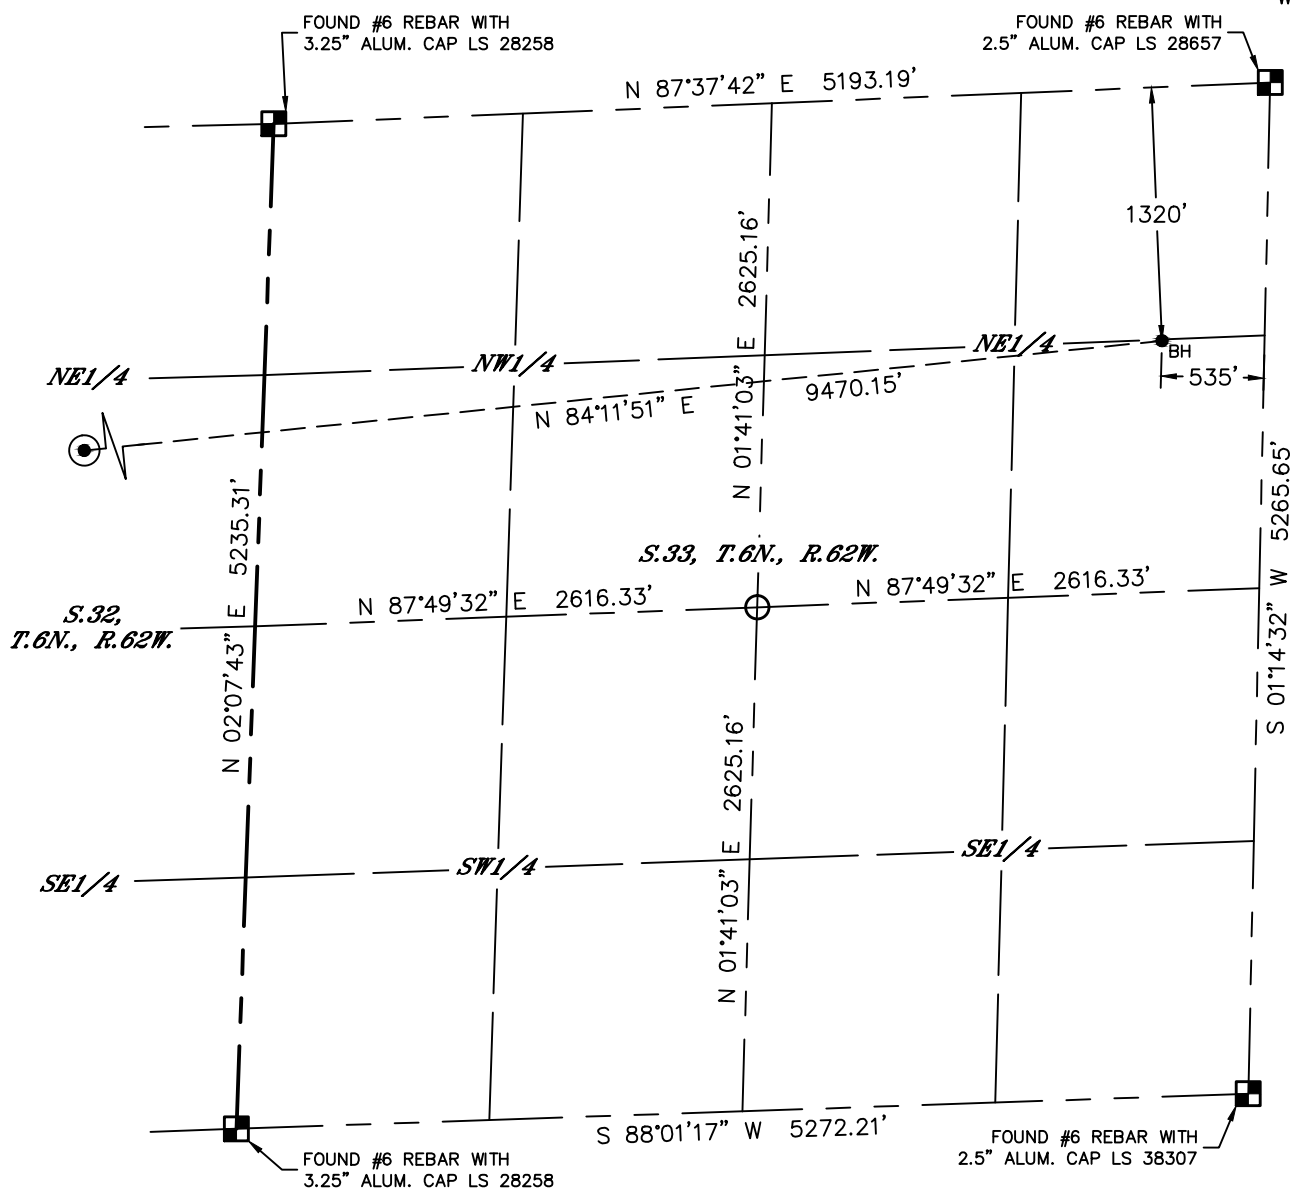 W
FOUND #6 REBAR WITH
3.25" ALUM. CAP LS 28258
FOUND #6 REBAR WITH
2.5" ALUM. CAP LS 28657
N 87°37'42" E 5193.19'
1320'
N 01°41'03" E 2625.16'
NE1/4
NW1/4
NE1/4
BH
535'
N 84°11'51" E 9470.15'
N 02°07'43" E 5235.31'
S 01°14'32" W 5265.65'
S.33, T.6N., R.62W.
N 87°49'32" E 2616.33'
N 87°49'32" E 2616.33'
S.32,
T.6N., R.62W.
N 01°41'03" E 2625.16'
SE1/4
SW1/4
SE1/4
S 88°01'17" W 5272.21'
FOUND #6 REBAR WITH
3.25" ALUM. CAP LS 28258
FOUND #6 REBAR WITH
2.5" ALUM. CAP LS 38307